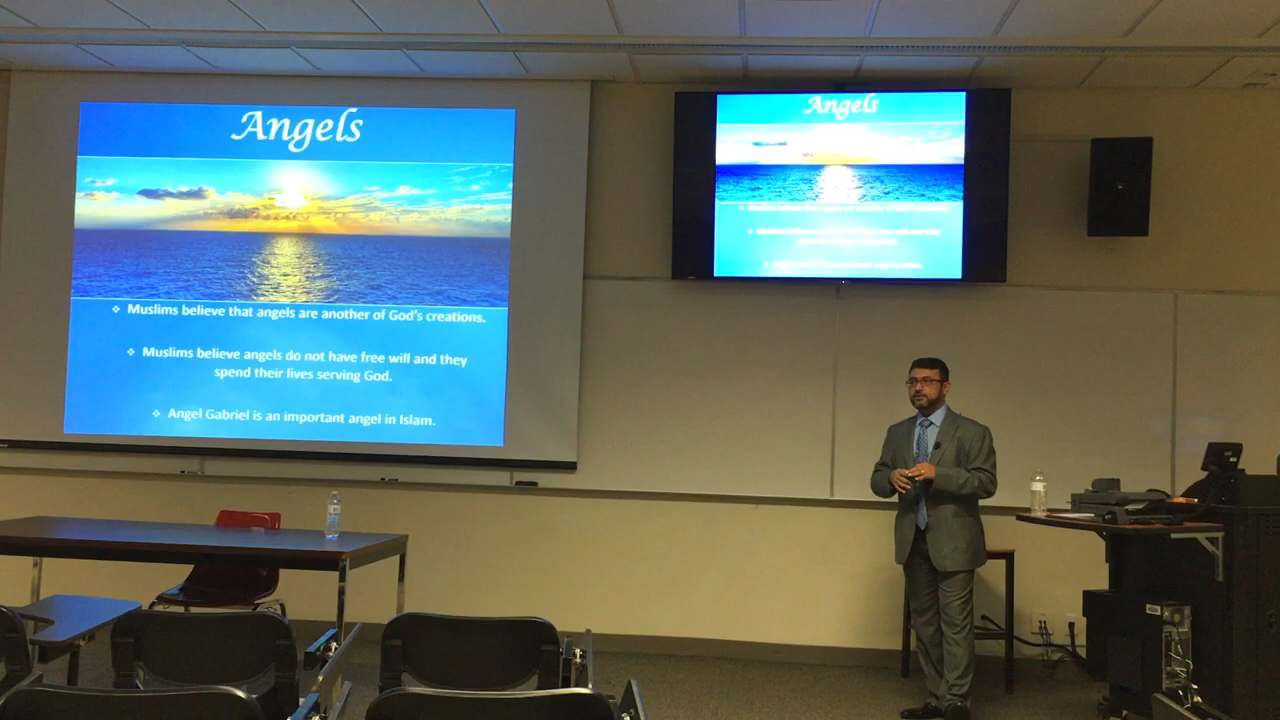 Angels
❖ Muslims believe that angels are another of God's creations.
❖ Muslims believe angels do not have free will and they
spend their lives serving God.
❖ Angel Gabriel is an important angel in Islam.
Angels